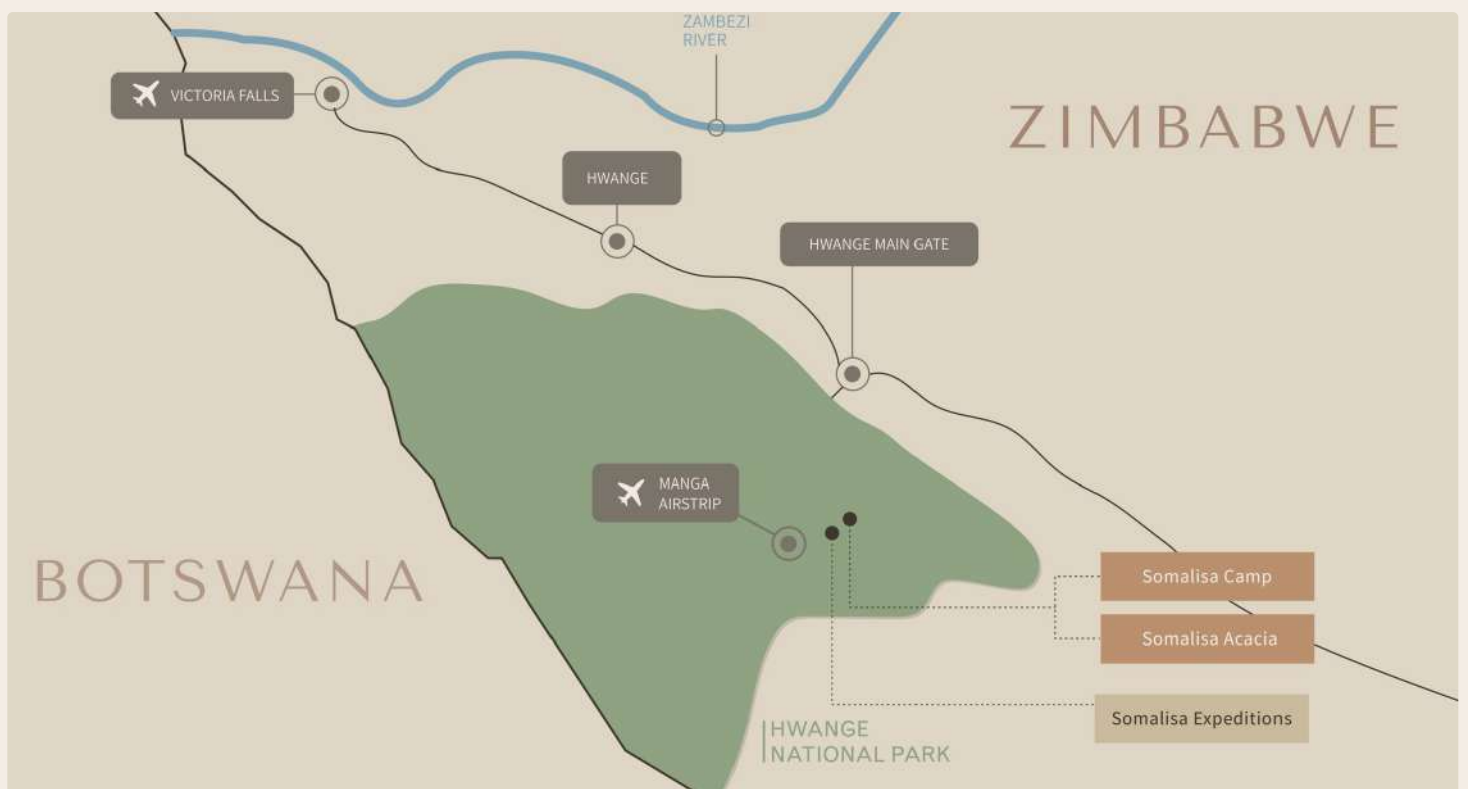 ZAMBEZI
RIVER
VICTORIA FALLS
ZIMBABWE
HWANGE
HWANGE MAIN GATE
MANGA
AIRSTRIP
BOTSWANA
Somalisa Camp
Somalisa Acacia
Somalisa Expeditions
HWANGE
NATIONAL PARK